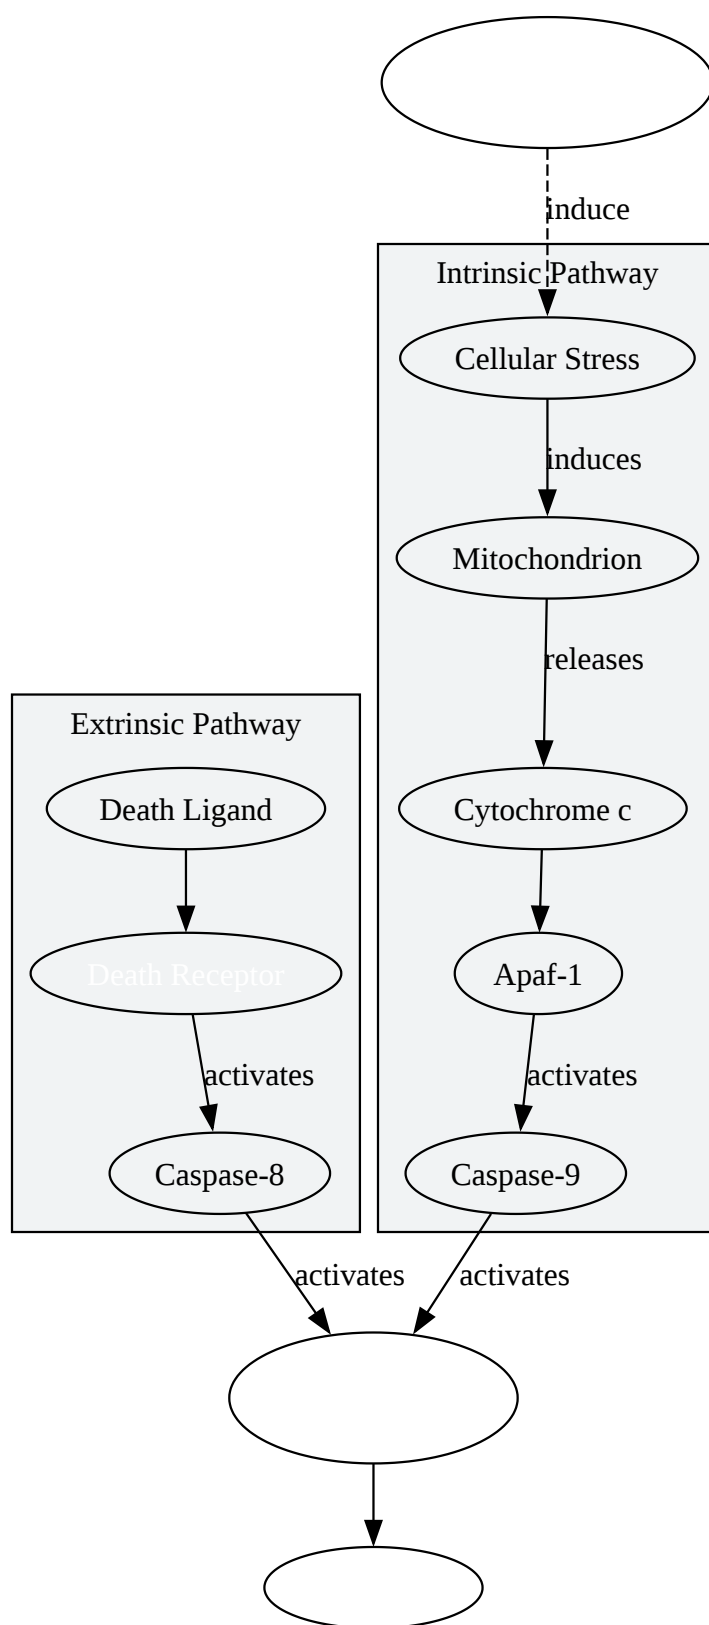 induce
Intrinsic Pathway
Cellular Stress
induces
Mitochondrion
releases
Extrinsic Pathway
Death Ligand
Cytochrome c
Death Receptor
Apaf-1
activates
activates
Caspase-8
Caspase-9
activates
activates